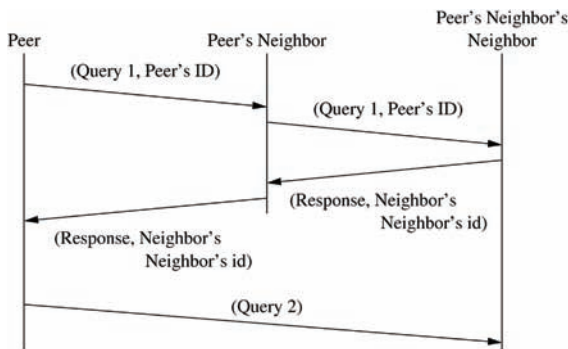 Peer's Neighbor's
Neighbor
Peer
Peer's Neighbor
(Query 1, Peer's ID)
(Query 1, Peer's ID)
(Response, Neighbor's
Neighbor's id)
(Response, Neighbor's
Neighbor's id)
(Query 2)